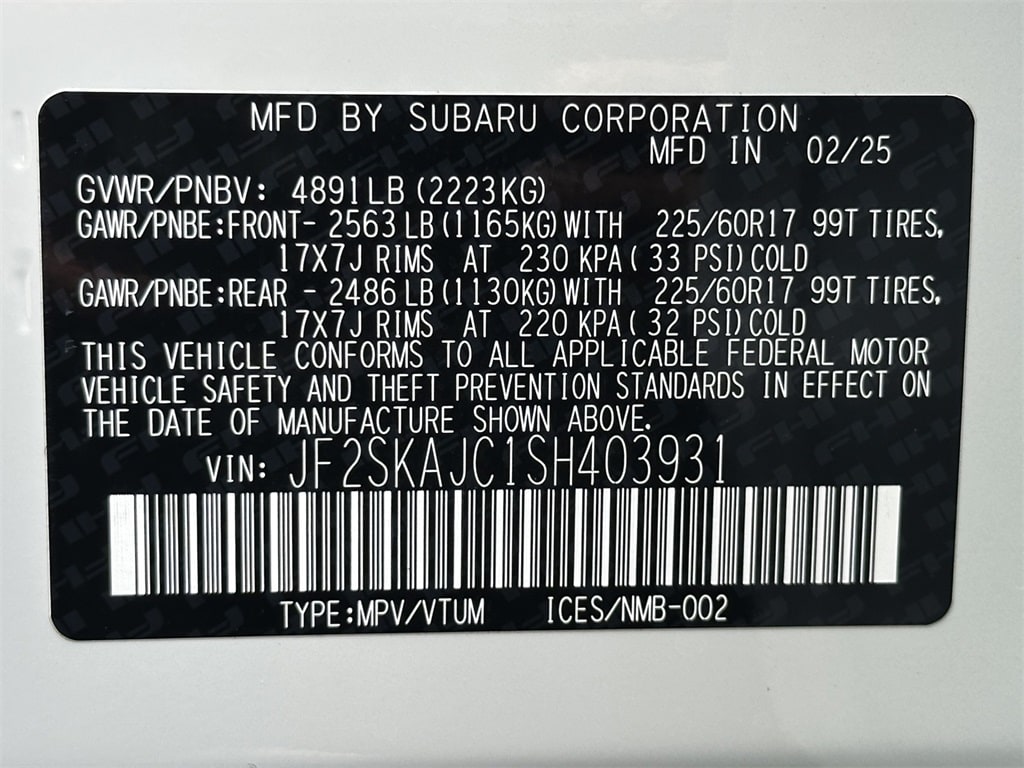 MFD BY SUBARU CORPORATION
MFD IN 02/25
GVWR/PNBV: 4891LB (2223KG)
GAWR/PNBE:FRONT- 2563 LB (1165KG) WITH 225/60R17 99T TIRES,
17X7J RIMS AT 230 KPA ( 33 PSI) COLD
GAWR/PNBE:REAR - 2486 LB (1130KG) WITH 225/60R17 99T TIRES,
17X7J RIMS AT 220 KPA ( 32 PSI) COLD
THIS VEHICLE CONFORMS TO ALL APPLICABLE FEDERAL MOTOR
VEHICLE SAFETY AND THEFT PREVENTION STANDARDS IN EFFECT ON
THE DATE OF MANUFACTURE SHOWN ABOVE.
VIN: JF2SKAJC1SH403931
TYPE:MPV/VTUM ICES/NMB-002